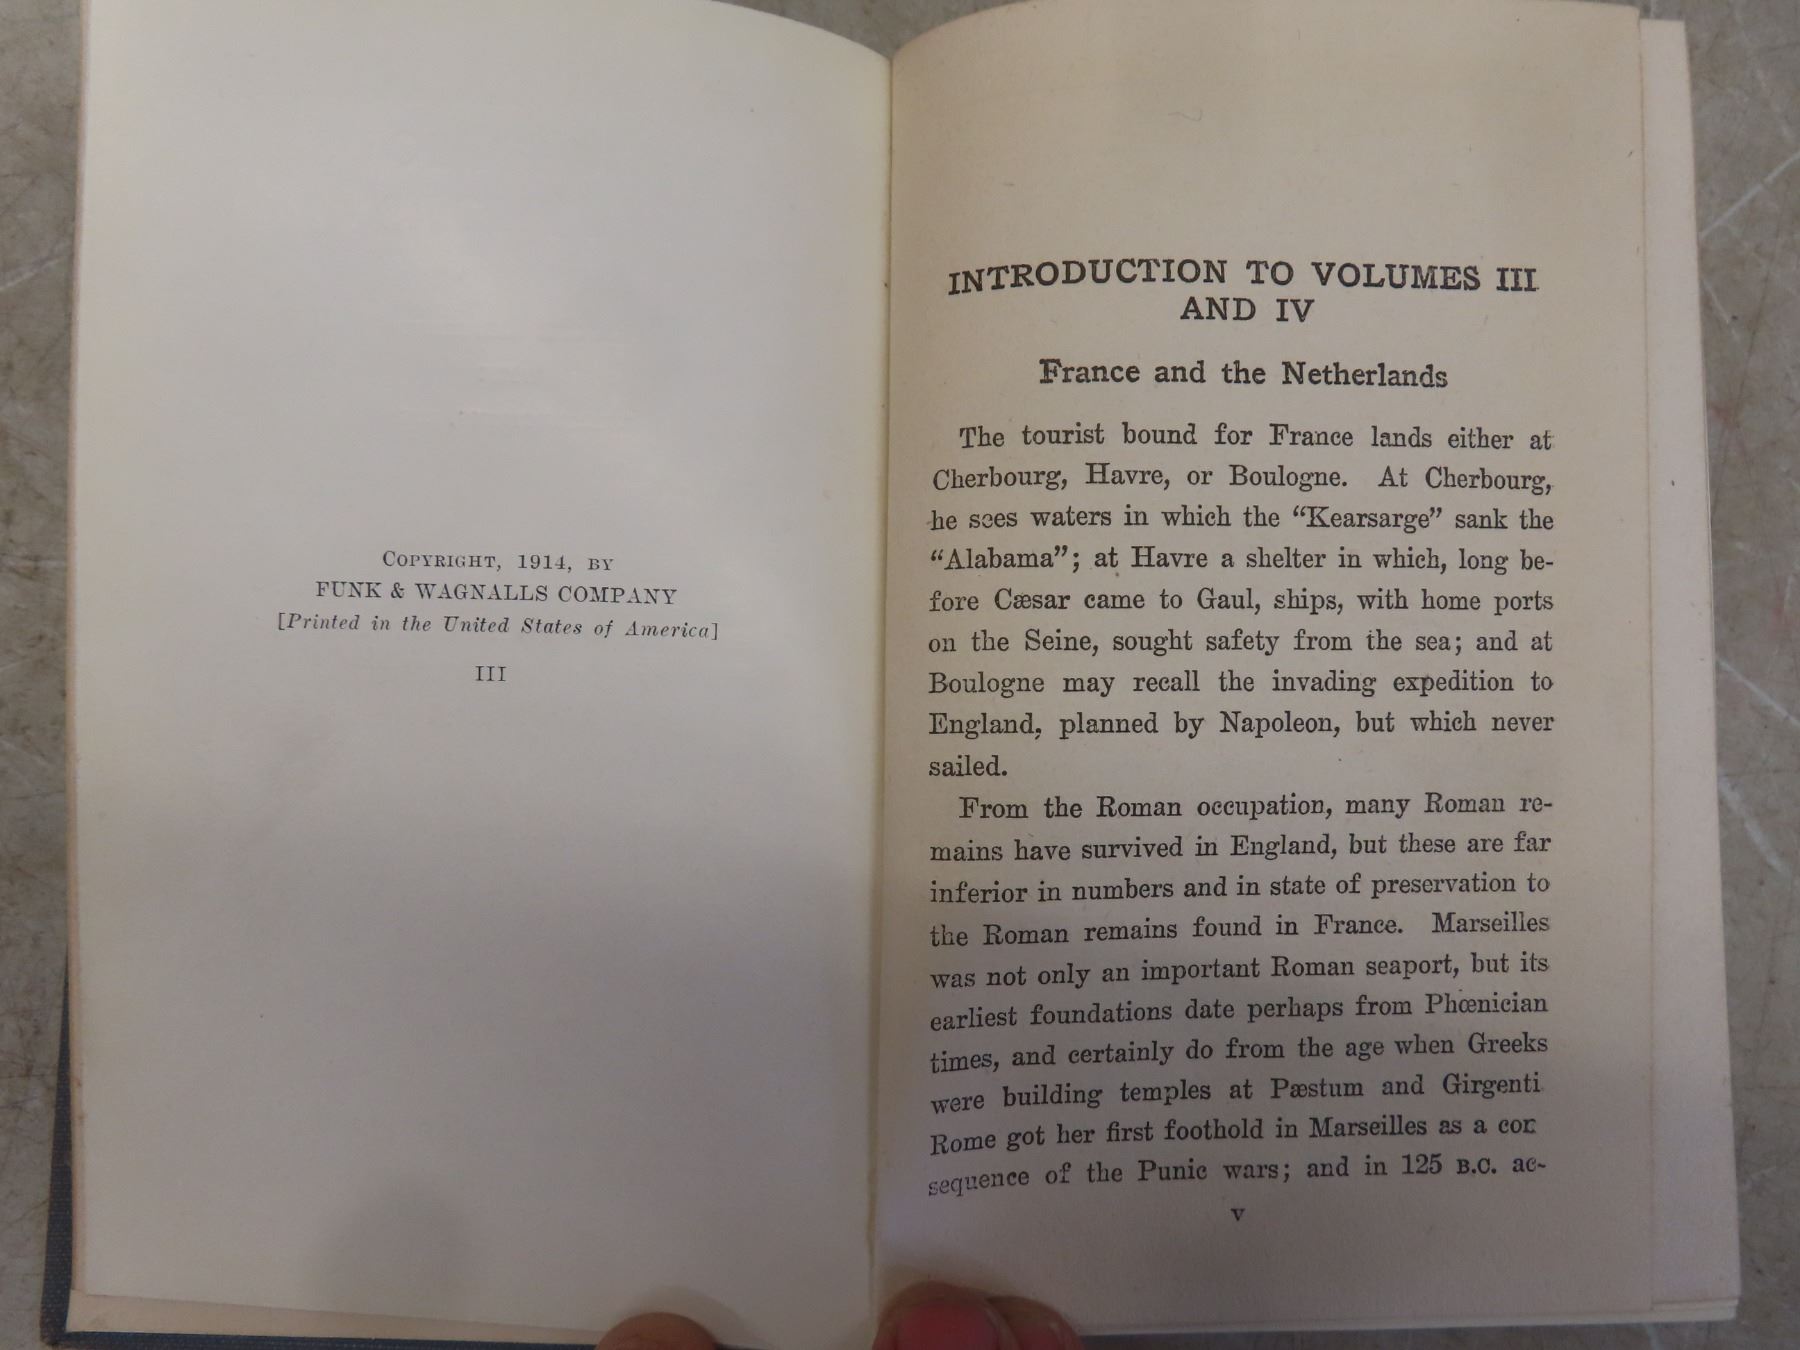 COPYRIGHT, 1914, BY
FUNK & WAGNALLS COMPANY
[Printed in the United States of America]
III
INTRODUCTION TO VOLUMES III
AND IV
France and the Netherlands
The tourist bound for France lands either at
Cherbourg, Havre, or Boulogne. At Cherbourg,
he sees waters in which the “Kearsarge” sank the
“Alabama”; at Havre a shelter in which, long be-
fore Cæsar came to Gaul, ships, with home ports
on the Seine, sought safety from the sea; and at
Boulogne may recall the invading expedition to
England, planned by Napoleon, but which never
sailed.
From the Roman occupation, many Roman re-
mains have survived in England, but these are far
inferior in numbers and in state of preservation to
the Roman remains found in France. Marseilles
was not only an important Roman seaport, but its
earliest foundations date perhaps from Phœnician
times, and certainly do from the age when Greeks
were building temples at Pæstum and Girgenti
Rome got her first foothold in Marseilles as a con
sequence of the Punic wars; and in 125 B.C. ac-
v